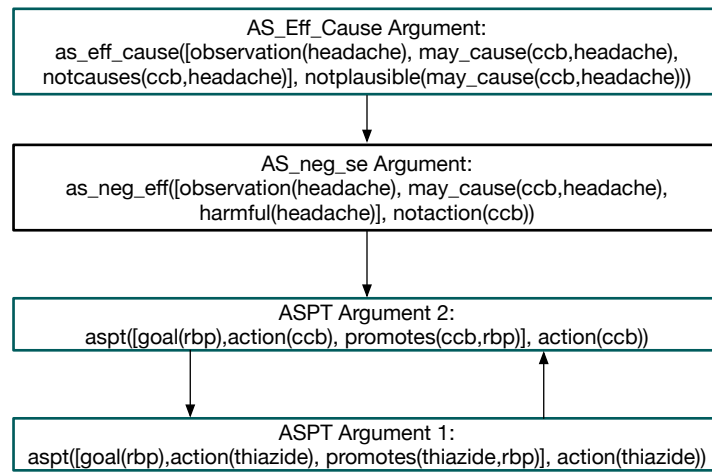 AS_Eff_Cause Argument:
as_eff_cause([observation(headache), may_cause(ccb,headache),
notcauses(ccb,headache)], notplausible(may_cause(ccb,headache)))
AS_neg_se Argument:
as_neg_eff([observation(headache), may_cause(ccb,headache),
harmful(headache)], notaction(ccb))
ASPT Argument 2:
aspt([goal(rbp),action(ccb), promotes(ccb,rbp)], action(ccb))
ASPT Argument 1:
aspt([goal(rbp),action(thiazide), promotes(thiazide,rbp)], action(thiazide))